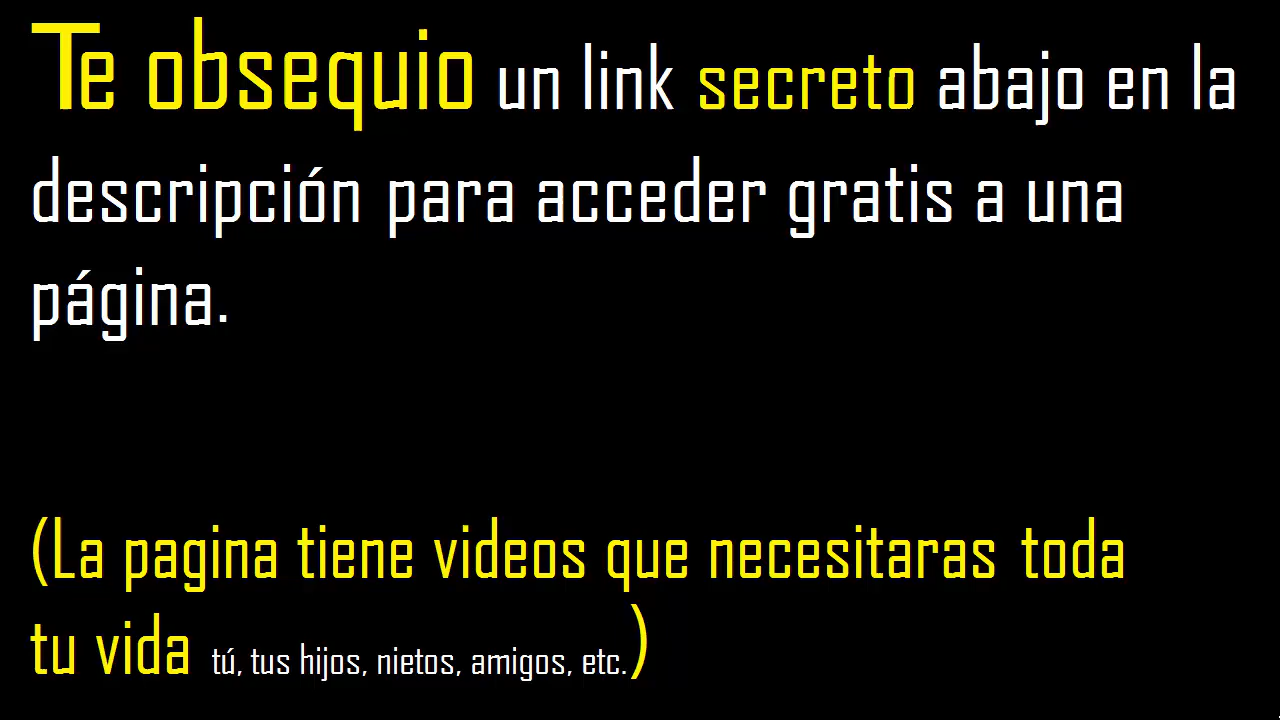 Te obsequio un link secreto abajo en la
descripción para acceder gratis a una
página.
(La pagina tiene videos que necesitaras toda
tu vida tú, tus hijos, nietos, amigos, etc.)